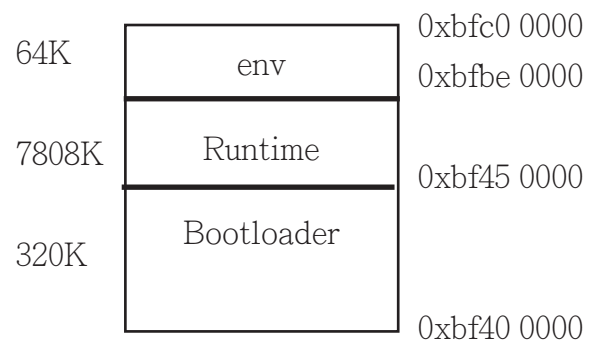 0xbfc0 0000
64K
env
0xbfbe 0000
7808K
Runtime
0xbf45 0000
Bootloader
320K
0xbf40 0000